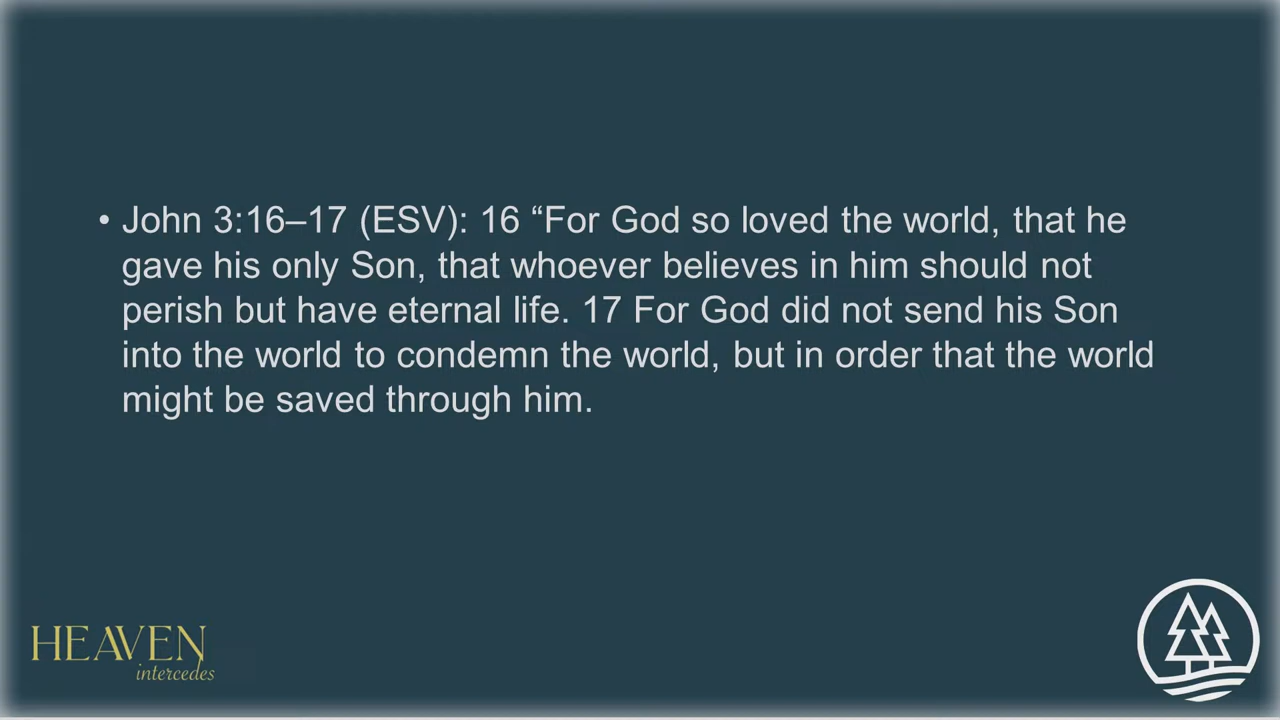 • John 3:16–17 (ESV): 16 “For God so loved the world, that he
gave his only Son, that whoever believes in him should not
perish but have eternal life. 17 For God did not send his Son
into the world to condemn the world, but in order that the world
might be saved through him.
HEAVEN
intercedes